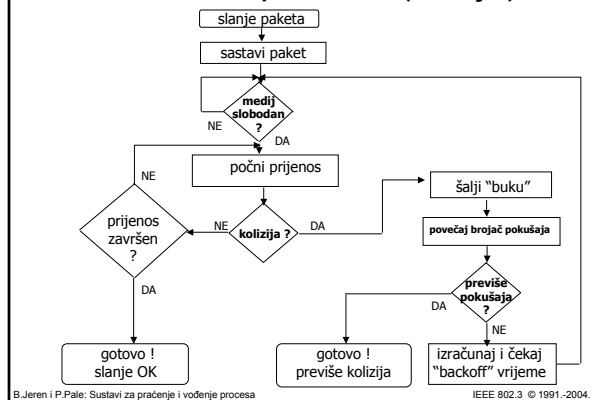 slanje paketa
sastavi paket
medij
slobodan
?
NE
DA
NE
počni prijenos
šalji "buku"
prijenos
završen
?
NE
kolizija ?
DA
povečaj brojač pokušaja
previše
pokušaja
?
DA
DA
NE
gotovo !
slanje OK
gotovo !
previše kolizija
izračunaj i čekaj
"backoff" vrijeme
B.Jeren i P.Pale: Sustavi za praćenje i vođenje procesa
IEEE 802.3 © 1991.-2004.